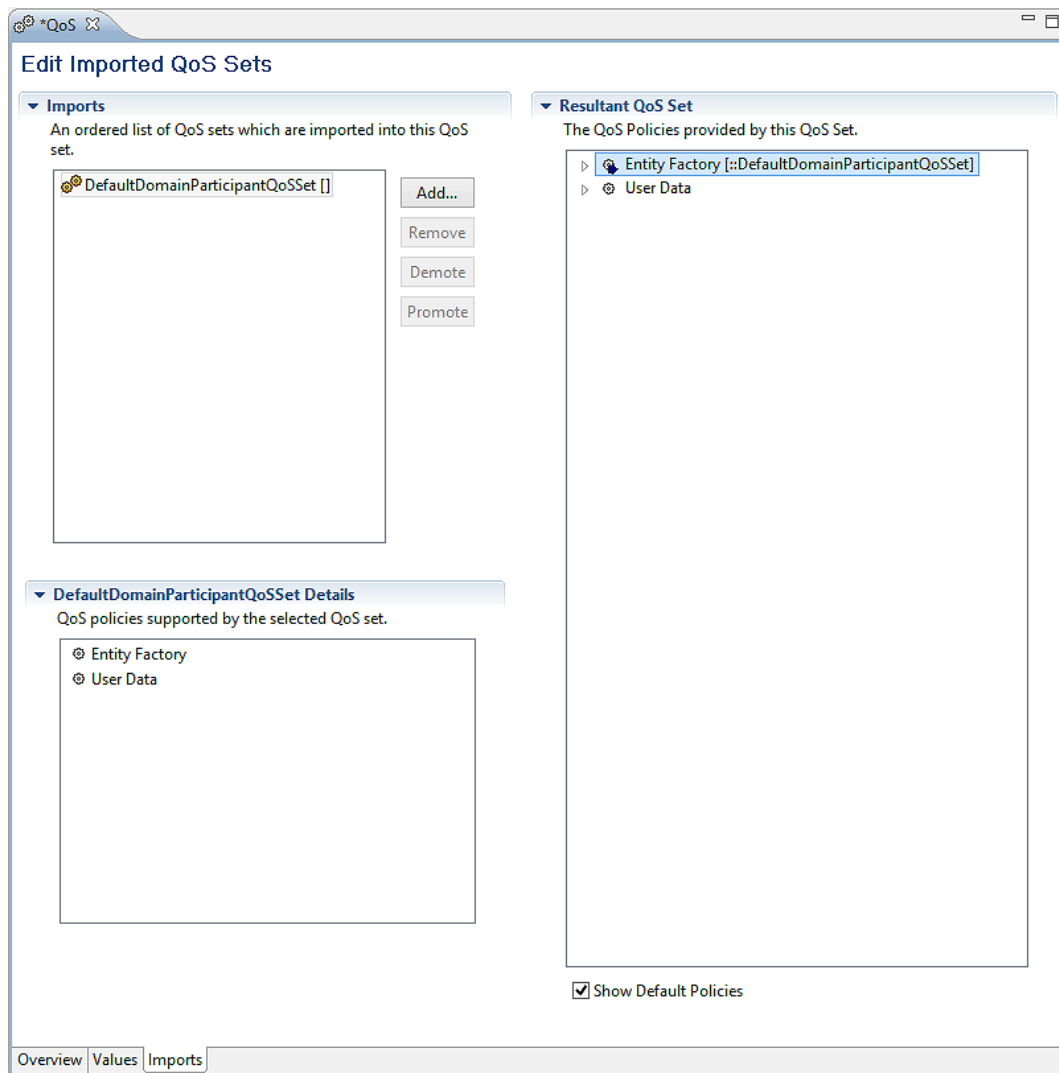 *QoS
Edit Imported QoS Sets
Imports
An ordered list of QoS sets which are imported into this QoS
set.
DefaultDomainParticipantQoSSet []
Add...
Remove
Demote
Promote
DefaultDomainParticipantQoSSet Details
QoS policies supported by the selected QoS set.
Entity Factory
User Data
Resultant QoS Set
The QoS Policies provided by this QoS Set.
Entity Factory [::DefaultDomainParticipantQoSSet]
User Data
Show Default Policies
Overview Values Imports